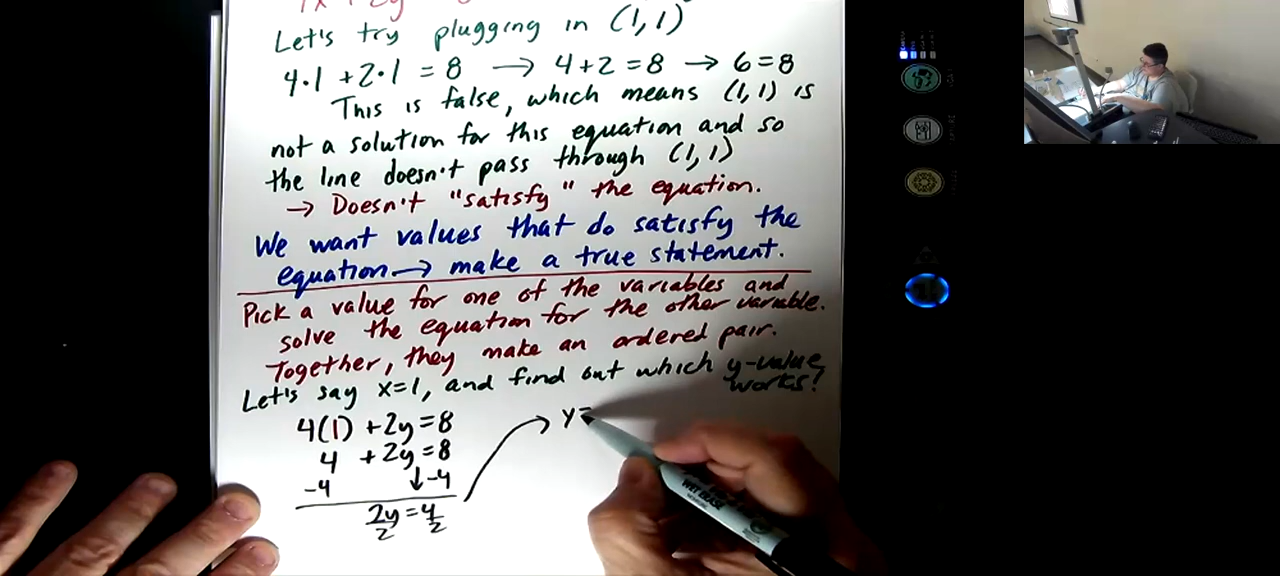 4x + 2y
Let's try plugging in (1,1)
4·1 +2·1 = 8 → 4+2=8 → 6=8
This is false, which means (1,1) is
not a solution for this equation and so
the line doesn't pass through (1,1)
→ Doesn't "satisfy" the equation.
We want values that do satisfy the
equation → make a true statement.
Pick a value for one of the variables and
solve the equation for the other variable.
Together, they make an ordered pair.
Let's say x=1, and find out which y-value
works!
4(1) +2y=8
4 +2y=8
-4 ↓-4
2y/2 = 4/2
y=